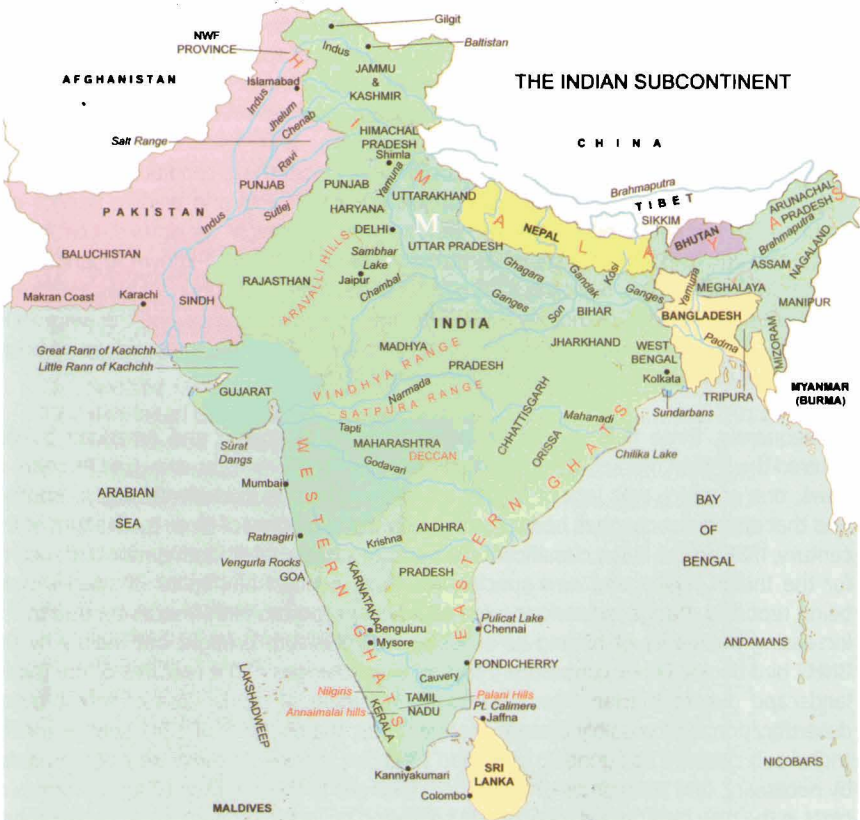 THE INDIAN SUBCONTINENT
Gilgit
Baltistan
NWF
PROVINCE
AFGHANISTAN
Islamabad
Indus
Indus
JAMMU
&
KASHMIR
Jhelum
Chenab
Salt Range
Ravi
HIMACHAL
PRADESH
Shimla
CHINA
PUNJAB
PUNJAB
Sutlej
Yamuna
UTTARAKHAND
Brahmaputra
TIBET
PAKISTAN
Indus
HARYANA
DELHI
M
HIMALAYAS
NEPAL
SIKKIM
BHUTAN
ARUNACHAL
PRADESH
Brahmaputra
BALUCHISTAN
UTTAR PRADESH
Sambhar
Lake
Jaipur
RAJASTHAN
ARAVALLI HILLS
Chambal
Ghagara
Gandak
Kosi
Ganges
Ganges
Son
BIHAR
ASSAM
NAGALAND
MEGHALAYA
MANIPUR
Yamuna
BANGLADESH
Padma
MIZORAM
TRIPURA
MYANMAR
(BURMA)
Makran Coast
Karachi
SINDH
Great Rann of Kachchh
Little Rann of Kachchh
GUJARAT
INDIA
MADHYA
PRADESH
JHARKHAND
WEST
BENGAL
Kolkata
Sundarbans
VINDHYA RANGE
Narmada
SATPURA RANGE
Tapti
CHHATTISGARH
Mahanadi
ORISSA
Chilika Lake
Surat
Dangs
MAHARASHTRA
DECCAN
Godavari
Mumbai
ARABIAN
SEA
WESTERN GHATS
EASTERN GHATS
BAY
OF
BENGAL
Ratnagiri
Krishna
ANDHRA
PRADESH
Vengurla Rocks
GOA
KARNATAKA
Pulicat Lake
Chennai
Benguluru
Mysore
PONDICHERRY
ANDAMANS
Cauvery
LAKSHADWEEP
Nilgiris
Annaimalai hills
Palani Hills
TAMIL
NADU
Pt. Calimere
Jaffna
KERALA
Kanniyakumari
SRI
LANKA
Colombo
NICOBARS
MALDIVES